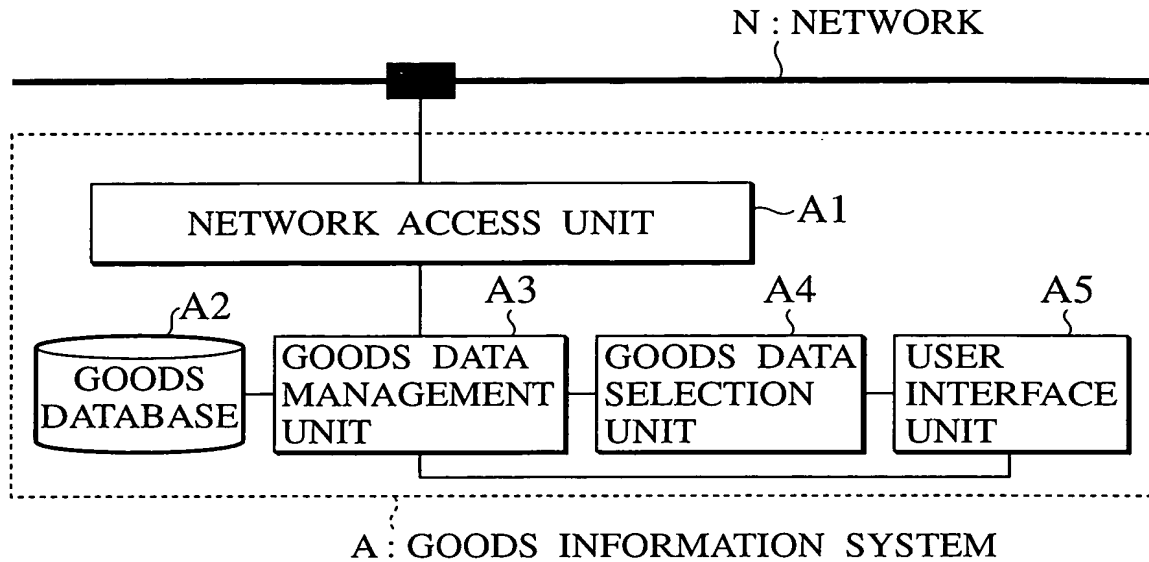 N : NETWORK
NETWORK ACCESS UNIT
A1
A2
A3
A4
A5
GOODS
DATABASE
GOODS DATA
MANAGEMENT
UNIT
GOODS DATA
SELECTION
UNIT
USER
INTERFACE
UNIT
A : GOODS INFORMATION SYSTEM